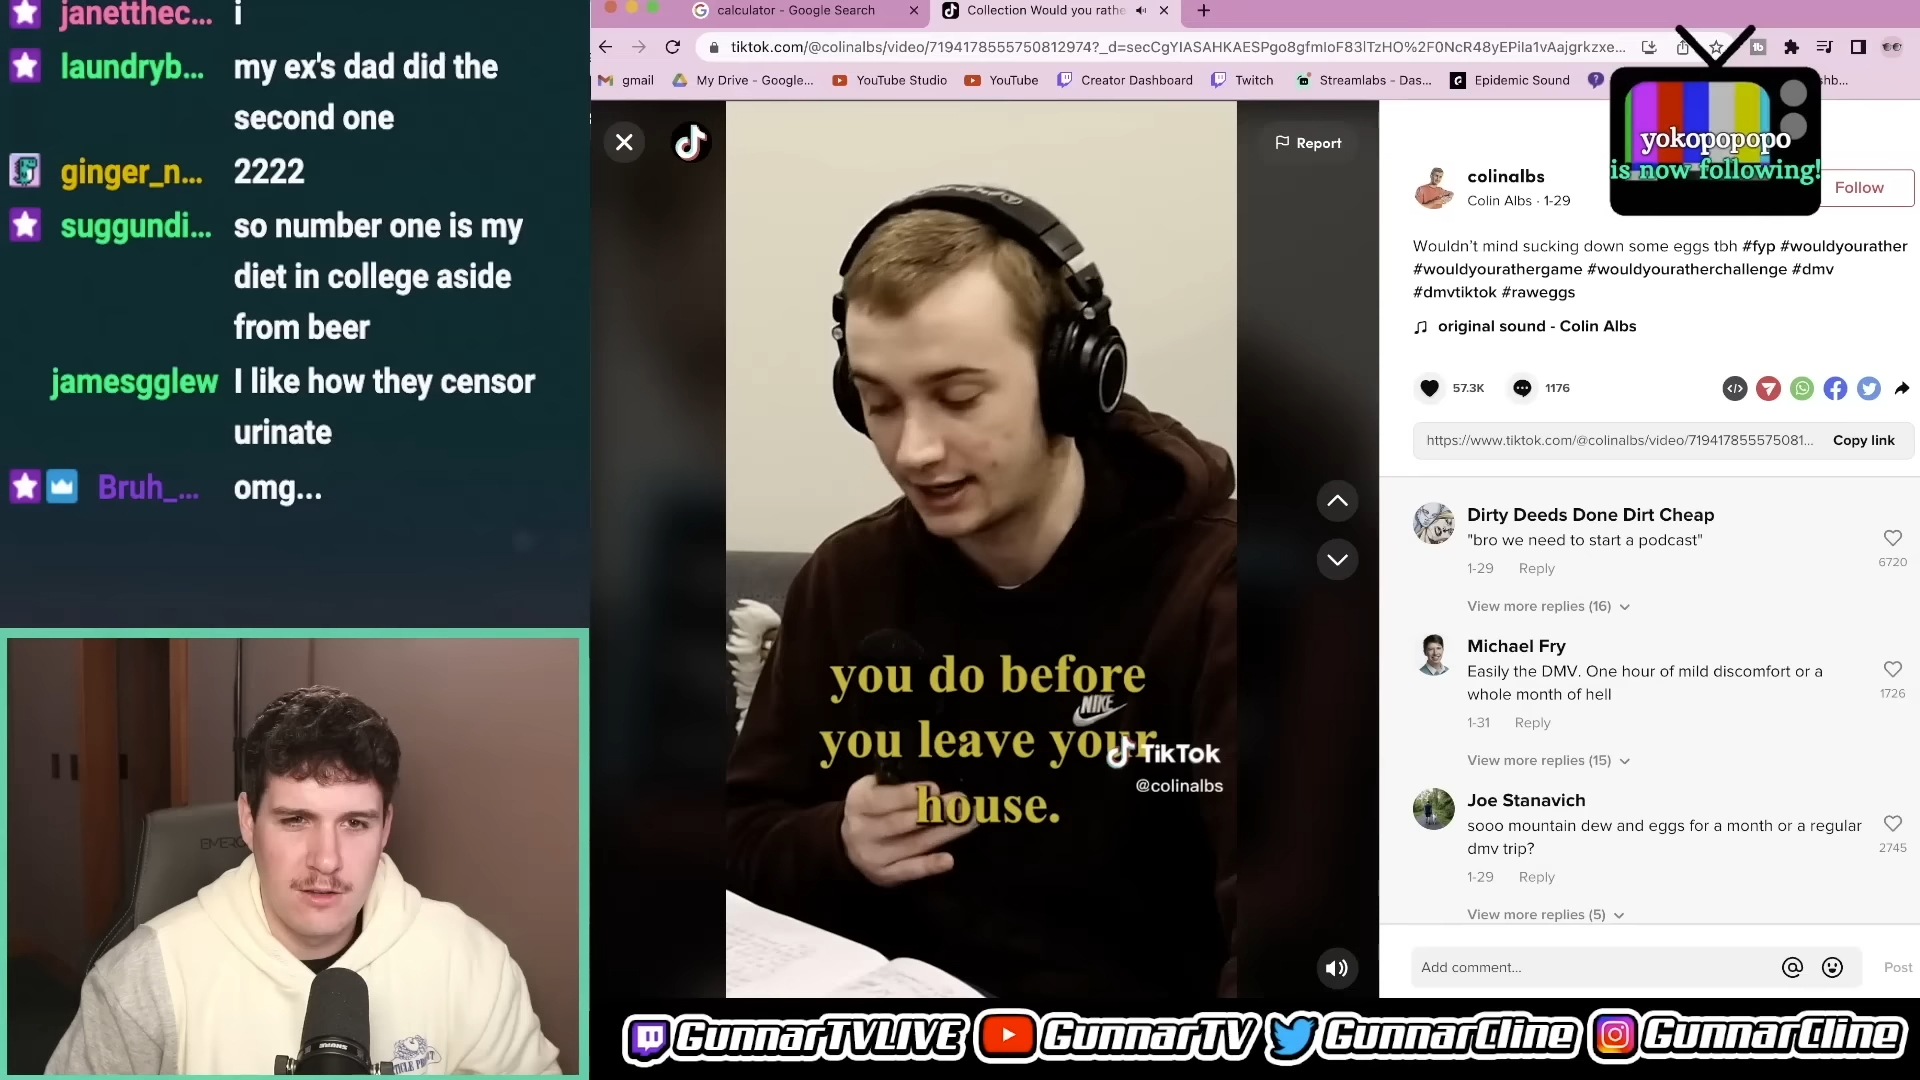 janetthec... i
laundryb... my ex's dad did the
second one
ginger_n... 2222
suggundi... so number one is my
diet in college aside
from beer
jamesgglew I like how they censor
urinate
Bruh_... omg...
calculator - Google Search
Collection Would you rathe
tiktok.com/@colinalbs/video/7194178555750812974?_d=secCgYIASAHKAESPgo8gfmIoF83lTzHO%2F0NcR48yEPiIa1vAajgrkzxe...
gmail
My Drive - Google...
YouTube Studio
YouTube
Creator Dashboard
Twitch
Streamlabs - Das...
Epidemic Sound
hb...
yokopopopo
is now following!
Report
colinalbs
Colin Albs · 1-29
Follow
Wouldn't mind sucking down some eggs tbh #fyp #wouldyourather
#wouldyourathergame #wouldyouratherchallenge #dmv
#dmvtiktok #raweggs
original sound - Colin Albs
57.3K
1176
https://www.tiktok.com/@colinalbs/video/719417855575081...
Copy link
Dirty Deeds Done Dirt Cheap
"bro we need to start a podcast"
1-29 Reply
6720
View more replies (16)
Michael Fry
Easily the DMV. One hour of mild discomfort or a
whole month of hell
1726
1-31 Reply
View more replies (15)
Joe Stanavich
sooo mountain dew and eggs for a month or a regular
dmv trip?
2745
1-29 Reply
View more replies (5)
Add comment...
Post
you do before
you leave your
house.
NIKE
TikTok
@colinalbs
SHURE
GunnarTVLIVE
GunnarTV
GunnarCline
GunnarCline